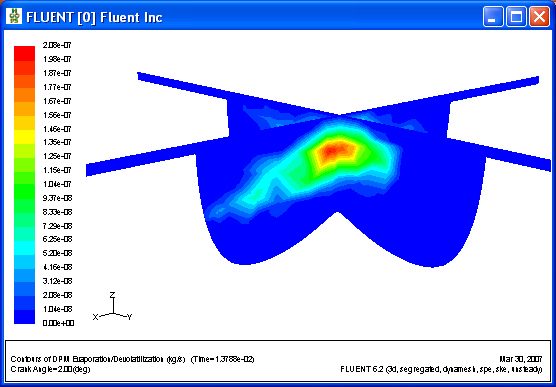 FLUENT [0] Fluent Inc
2.08e-07
1.98e-07
1.87e-07
1.77e-07
1.67e-07
1.56e-07
1.46e-07
1.35e-07
1.25e-07
1.15e-07
1.04e-07
9.37e-08
8.33e-08
7.29e-08
6.25e-08
5.20e-08
4.16e-08
3.12e-08
2.08e-08
1.04e-08
0.00e+00
Z
X Y
Contours of DPM Evaporation/Devolatilization (kg/s) (Time=1.3788e-02)
Mar 30, 2007
Crank Angle=2.00(deg)
FLUENT 6.2 (3d, segregated, dynamesh, spe, ske, unsteady)